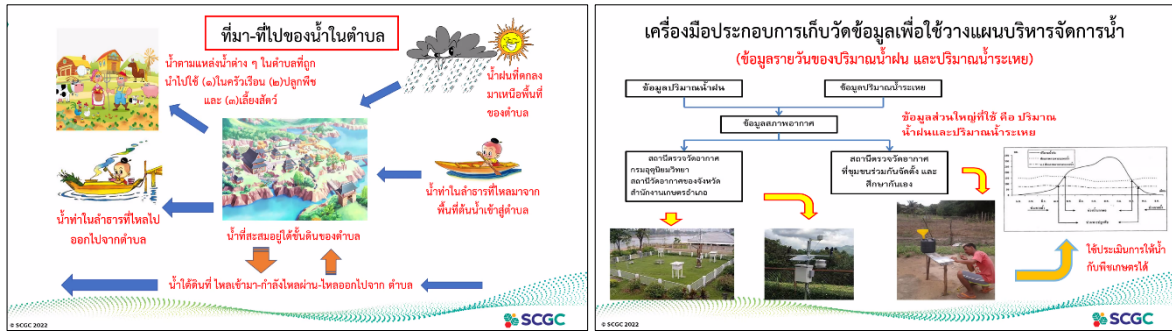 ที่มา-ที่ไปของน้ำในตำบล
น้ำตามแหล่งน้ำต่าง ๆ ในตำบลที่ถูก
นำไปใช้ (๑)ในครัวเรือน (๒)ปลูกพืช
และ (๓)เลี้ยงสัตว์
น้ำฝนที่ตกลง
มาเหนือพื้นที่
ของตำบล
น้ำท่าในลำธารที่ไหลมาจาก
พื้นที่ต้นน้ำเข้าสู่ตำบล
น้ำท่าในลำธารที่ไหลไป
ออกไปจากตำบล
น้ำที่สะสมอยู่ใต้ชั้นดินของตำบล
น้ำใต้ดินที่ ไหลเข้ามา-กำลังไหลผ่าน-ไหลออกไปจาก ตำบล
© SCGC 2022
SCGC
เครื่องมือประกอบการเก็บวัดข้อมูลเพื่อใช้วางแผนบริหารจัดการน้ำ
(ข้อมูลรายวันของปริมาณน้ำฝน และปริมาณน้ำระเหย)
ข้อมูลปริมาณน้ำฝน
ข้อมูลปริมาณน้ำระเหย
ข้อมูลสภาพอากาศ
ข้อมูลส่วนใหญ่ที่ใช้ คือ ปริมาณ
น้ำฝนและปริมาณน้ำระเหย
สถานีตรวจวัดอากาศ
กรมอุตุนิยมวิทยา
สถานีวัดอากาศของจังหวัด
สำนักงานเกษตรอำเภอ
สถานีตรวจวัดอากาศ
ที่ชุมชนร่วมกันจัดตั้ง และ
ศึกษากันเอง
ใช้ประเมินการให้น้ำ
กับพืชเกษตรได้
© SCGC 2022
SCGC